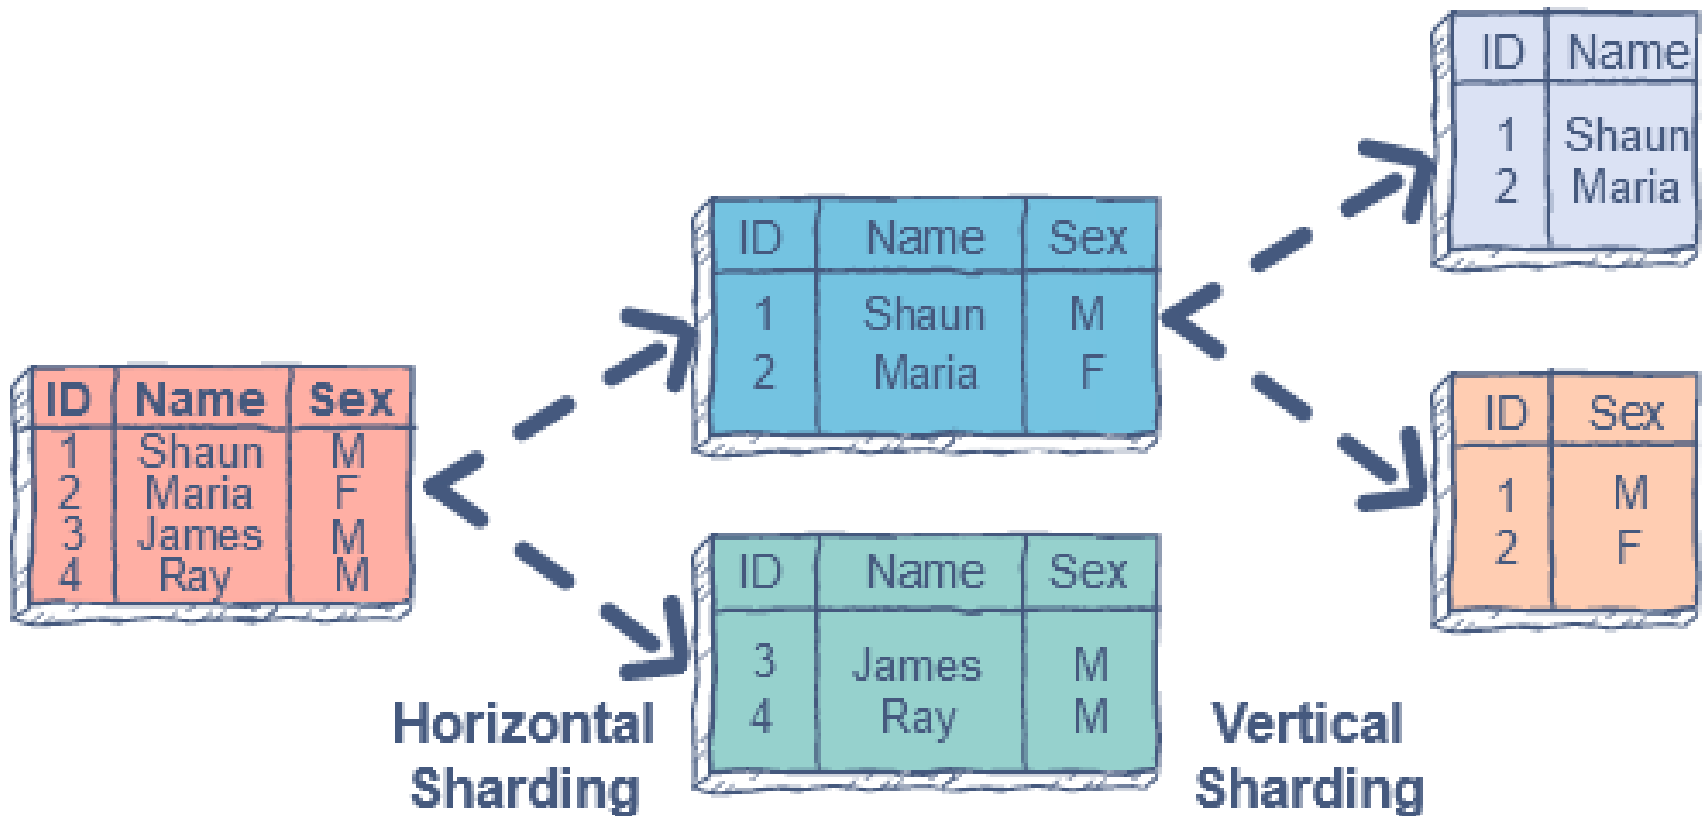 ID Name Sex
1 Shaun M
2 Maria F
3 James M
4 Ray M
Horizontal
Sharding
ID Name Sex
1 Shaun M
2 Maria F
ID Name Sex
3 James M
4 Ray M
Vertical
Sharding
ID Name
1 Shaun
2 Maria
ID Sex
1 M
2 F